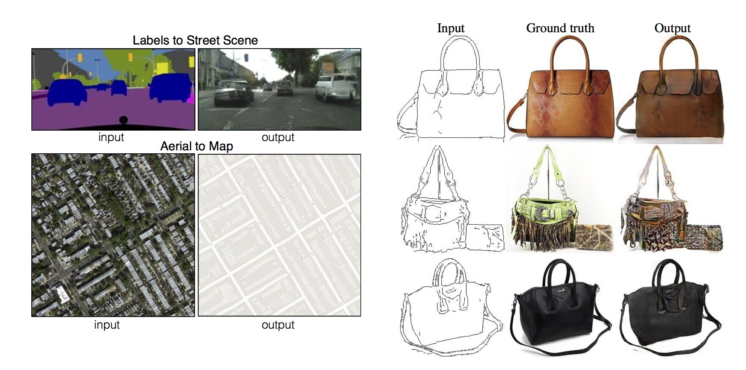 Labels to Street Scene
input
output
Aerial to Map
input
output
Input
Ground truth
Output